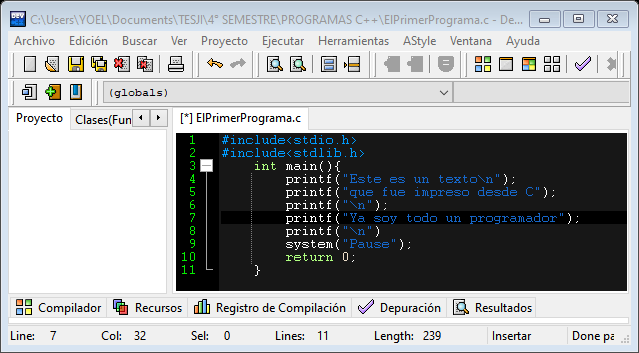 DEV C:\Users\YOEL\Documents\TESJI\4° SEMESTRE\PROGRAMAS C++\ElPrimerPrograma.c - De...
Archivo Edición Buscar Ver Proyecto Ejecutar Herramientas AStyle Ventana Ayuda
(globals)
Proyecto Clases(Fun [*] ElPrimerPrograma.c
1 #include<stdio.h>
2 #include<stdlib.h>
3 int main(){
4 printf("Este es un texto\n");
5 printf("que fue impreso desde C");
6 printf("\n");
7 printf("Ya soy todo un programador");
8 printf("\n")
9 system("Pause");
10 return 0;
11 }
Compilador Recursos Registro de Compilación Depuración Resultados
Line: 7 Col: 32 Sel: 0 Lines: 11 Length: 239 Insertar Done pa